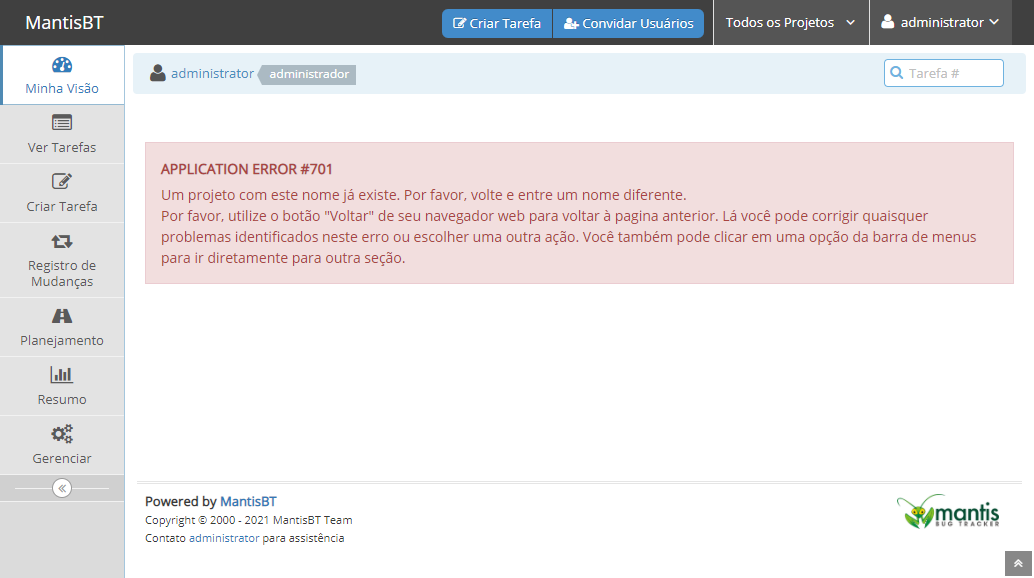 MantisBT
Criar Tarefa
Convidar Usuários
Todos os Projetos
administrator
Minha Visão
Ver Tarefas
Criar Tarefa
Registro de
Mudanças
Planejamento
Resumo
Gerenciar
administrator
administrador
Tarefa #
APPLICATION ERROR #701
Um projeto com este nome já existe. Por favor, volte e entre um nome diferente.
Por favor, utilize o botão "Voltar" de seu navegador web para voltar à pagina anterior. Lá você pode corrigir quaisquer
problemas identificados neste erro ou escolher uma outra ação. Você também pode clicar em uma opção da barra de menus
para ir diretamente para outra seção.
Powered by MantisBT
Copyright © 2000 - 2021 MantisBT Team
Contato administrator para assistência
mantis
BUG TRACKER